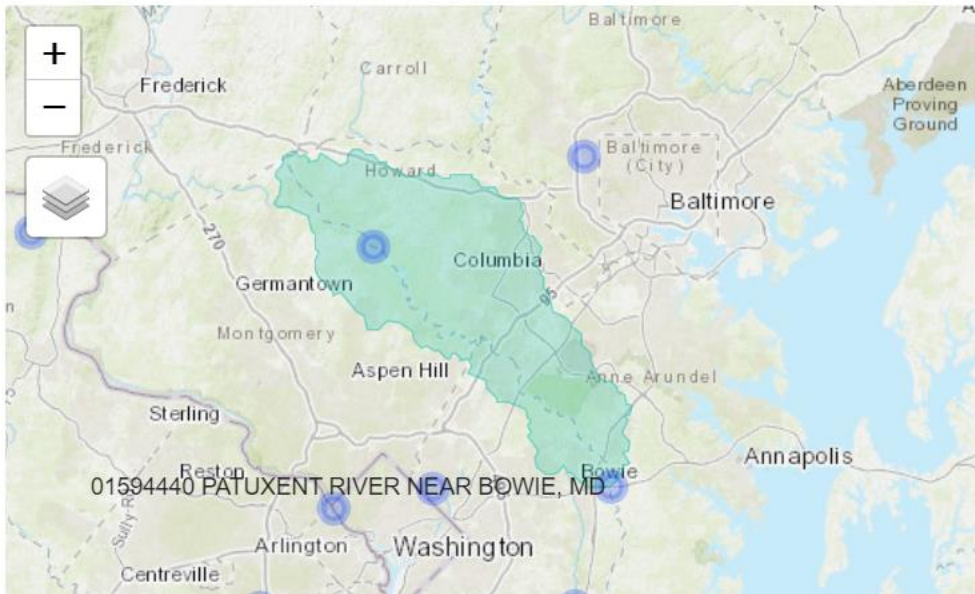 Baltimore
A
+
−
Carroll
Frederick
Aberdeen
Proving
Ground
Frederick
Baltimore
(City)
Howard
Baltimore
270
Columbia
Germantown
95
Montgomery
Aspen Hill
Anne Arundel
Sterling
Annapolis
Reston
Bowie
01594440 PATUXENT RIVER NEAR BOWIE, MD
Arlington
Washington
Centreville